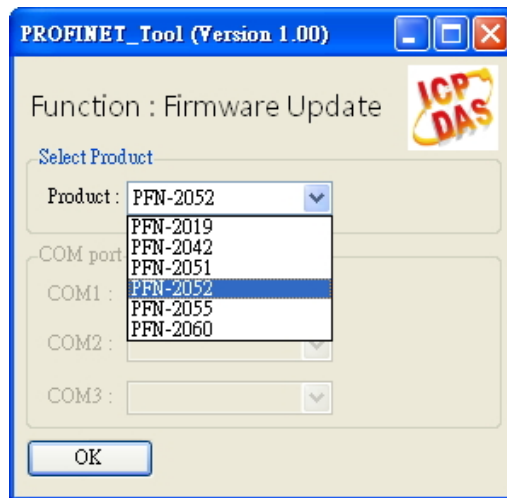 PROFINET_Tool (Version 1.00)
Function : Firmware Update
ICP
DAS
Select Product
Product : PFN-2052
PFN-2019
PFN-2042
PFN-2051
PFN-2052
PFN-2055
PFN-2060
COM port
COM1 :
COM2 :
COM3 :
OK